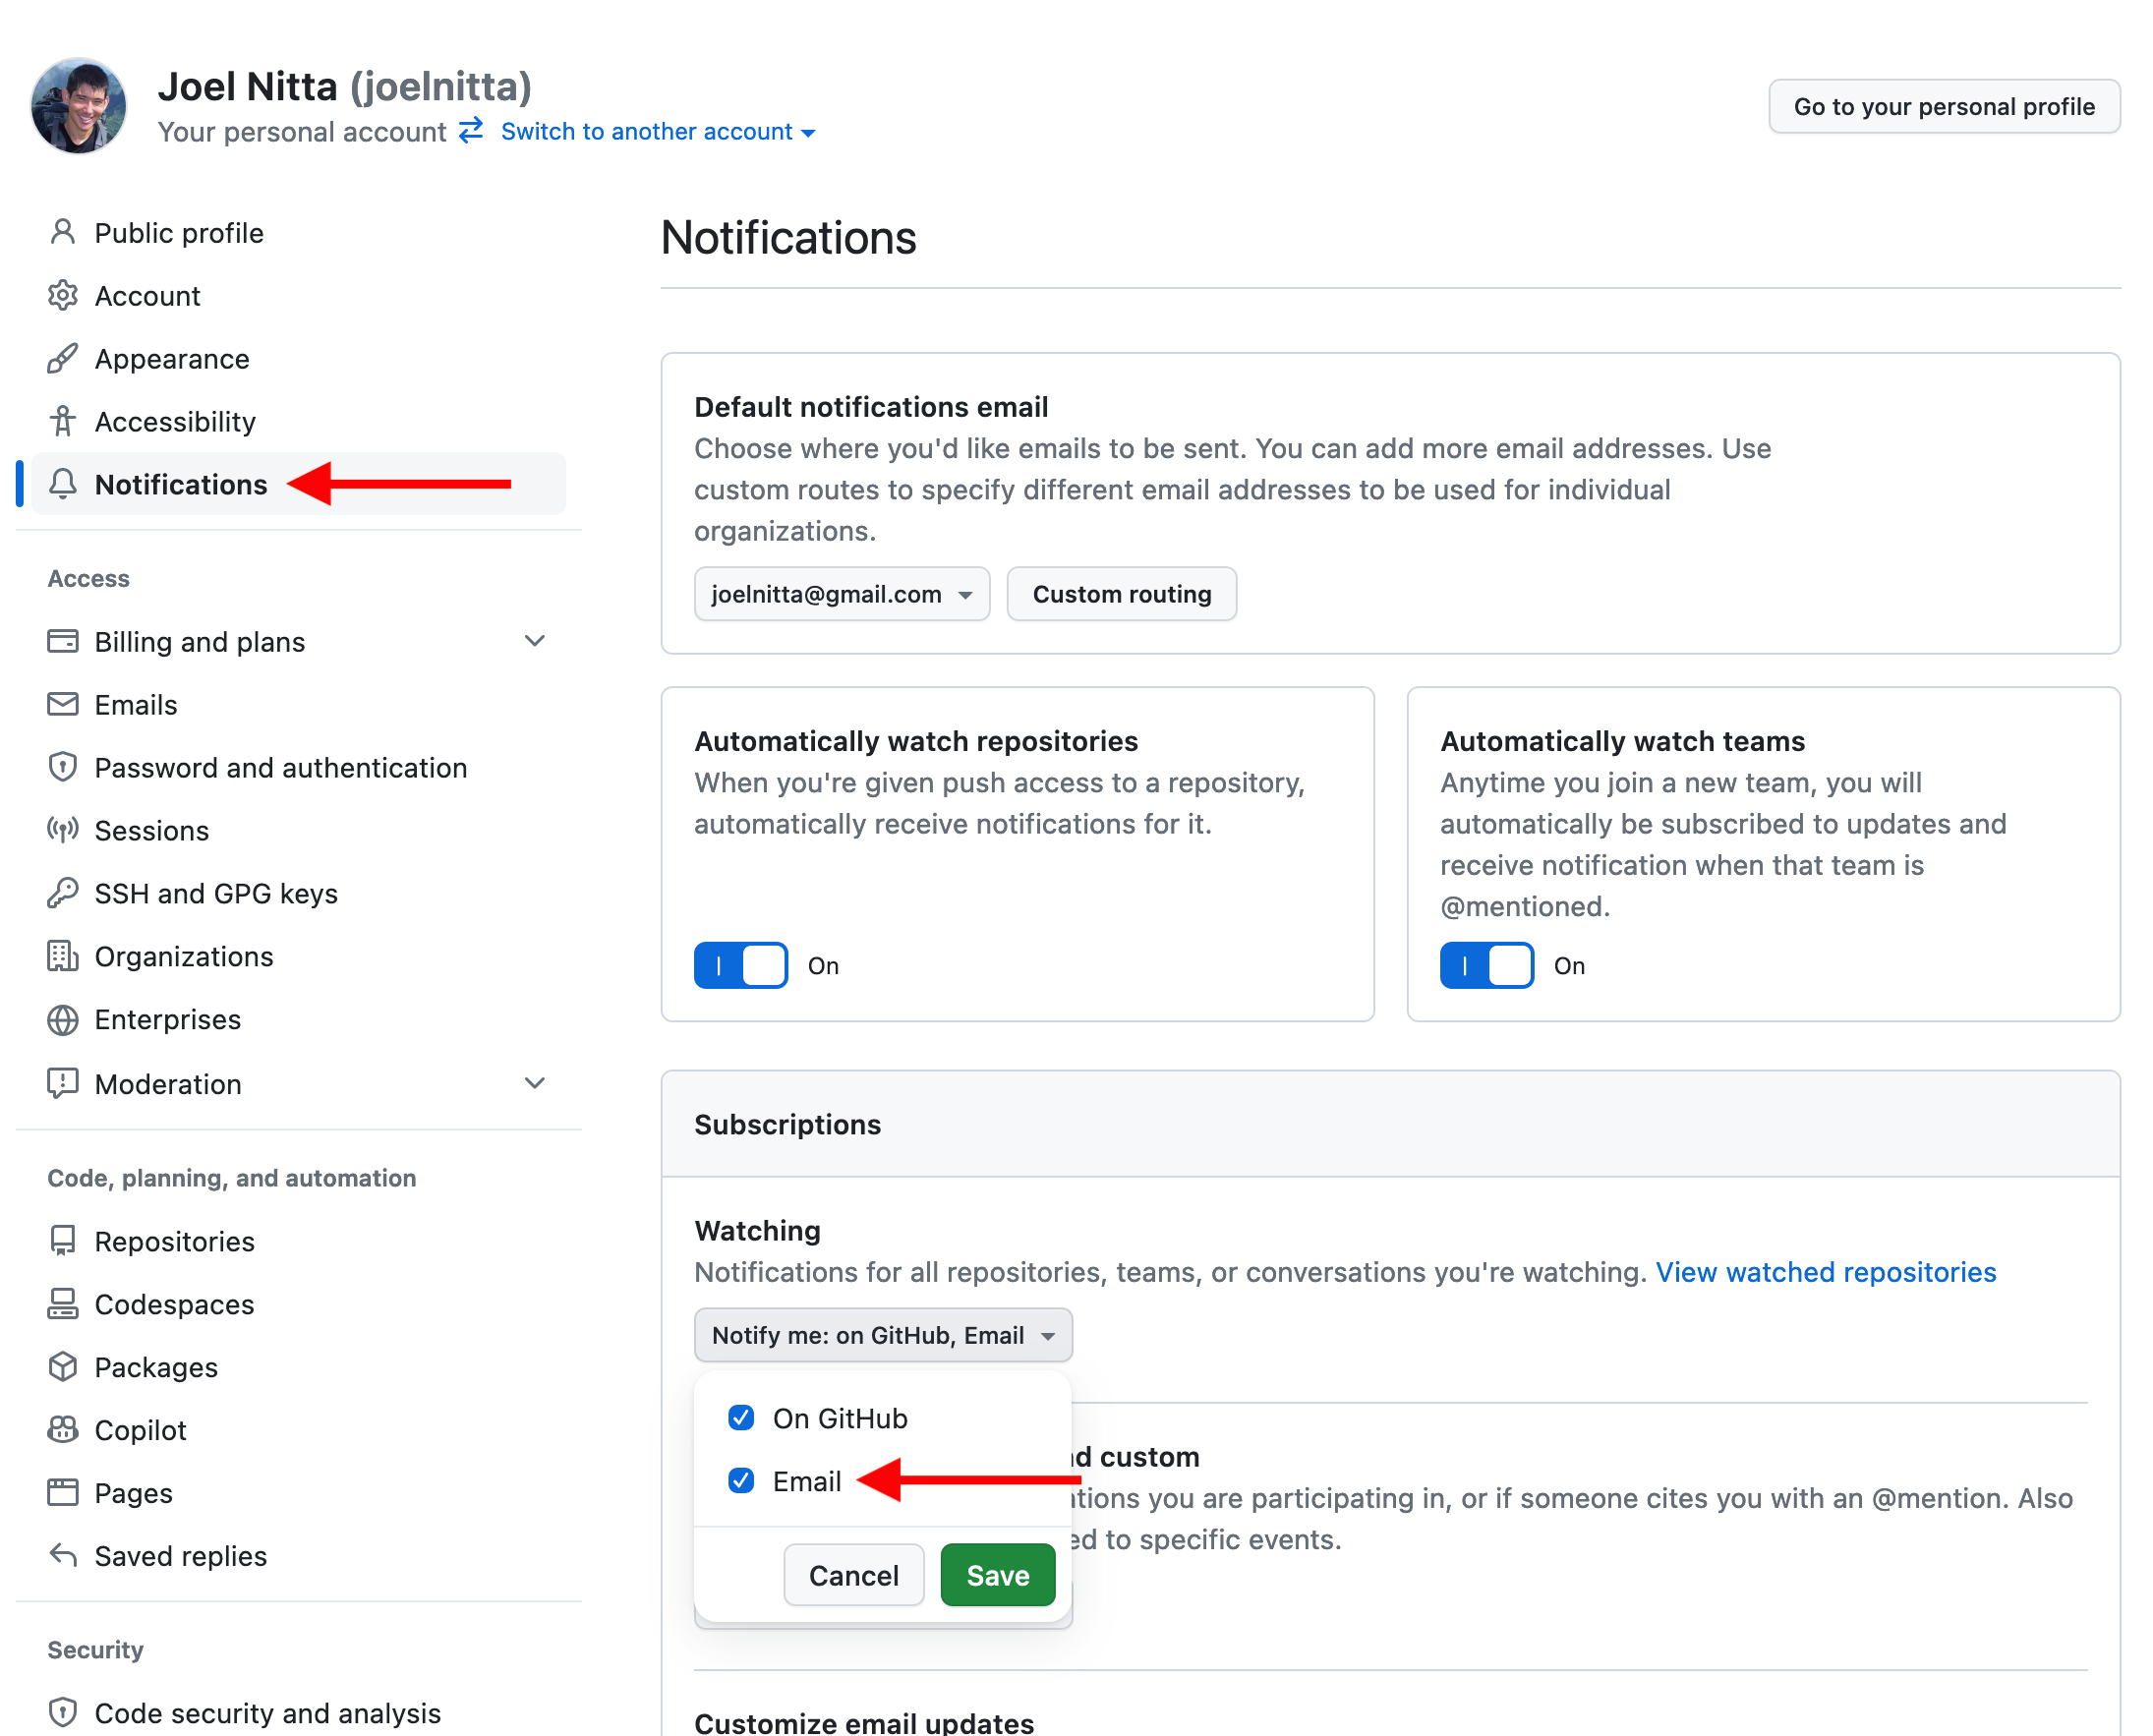 Joel Nitta (joelnitta)
Your personal account Switch to another account
Go to your personal profile
Public profile
Account
Appearance
Accessibility
Notifications
Access
Billing and plans
Emails
Password and authentication
Sessions
SSH and GPG keys
Organizations
Enterprises
Moderation
Code, planning, and automation
Repositories
Codespaces
Packages
Copilot
Pages
Saved replies
Security
Code security and analysis
Notifications
Default notifications email
Choose where you'd like emails to be sent. You can add more email addresses. Use
custom routes to specify different email addresses to be used for individual
organizations.
joelnitta@gmail.com
Custom routing
Automatically watch repositories
When you're given push access to a repository,
automatically receive notifications for it.
On
Automatically watch teams
Anytime you join a new team, you will
automatically be subscribed to updates and
receive notification when that team is
@mentioned.
On
Subscriptions
Watching
Notifications for all repositories, teams, or conversations you're watching. View watched repositories
Notify me: on GitHub, Email
On GitHub
Email
Cancel
Save
custom
you are participating in, or if someone cites you with an @mention. Also
to specific events.
Customize email updates